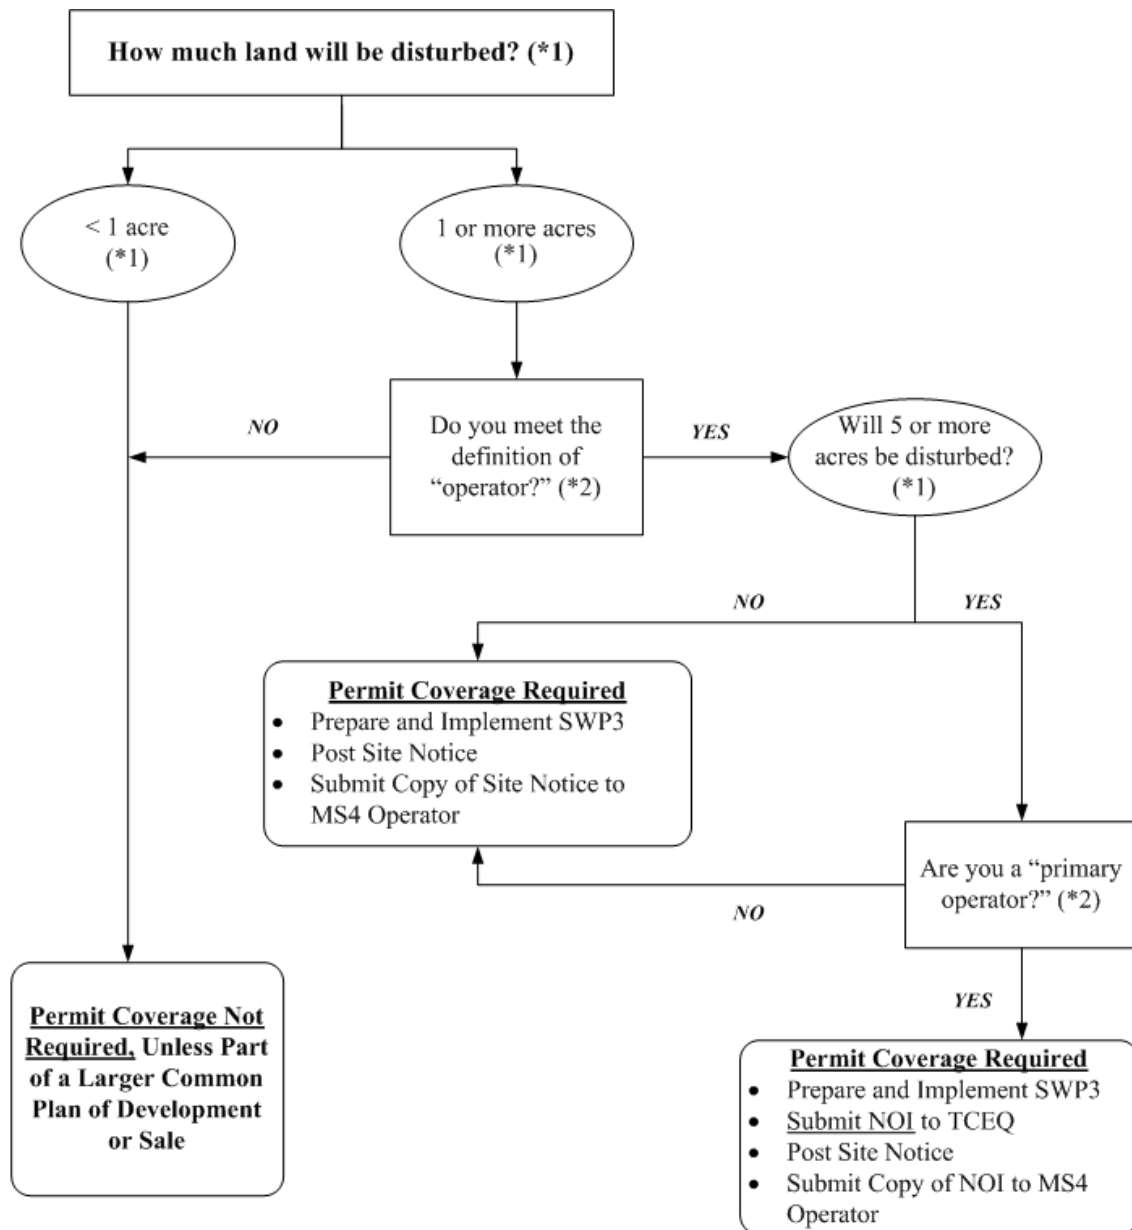 How much land will be disturbed? (*1)
< 1 acre
(*1)
1 or more acres
(*1)
Do you meet the
definition of
“operator?” (*2)
NO
YES
Will 5 or more
acres be disturbed?
(*1)
NO
YES
Permit Coverage Required
• Prepare and Implement SWP3
• Post Site Notice
• Submit Copy of Site Notice to
MS4 Operator
Are you a “primary
operator?” (*2)
NO
YES
Permit Coverage Not
Required, Unless Part
of a Larger Common
Plan of Development
or Sale
Permit Coverage Required
• Prepare and Implement SWP3
• Submit NOI to TCEQ
• Post Site Notice
• Submit Copy of NOI to MS4
Operator